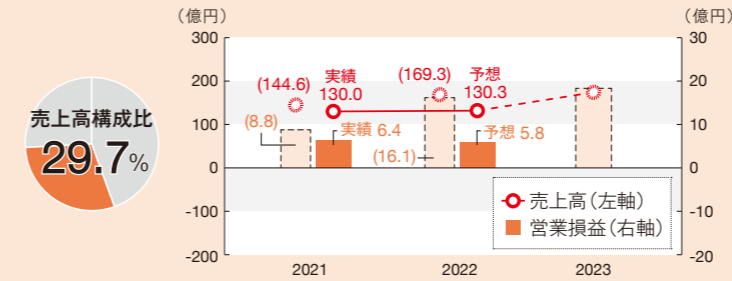 売上高構成比
29.7%
(億円)
(億円)
300
200
100
0
-100
-200
30
20
10
0
-10
-20
(144.6)
実績
130.0
(169.3)
予想
130.3
(8.8)
実績 6.4
(16.1)
予想 5.8
売上高(左軸)
営業損益(右軸)
2021
2022
2023